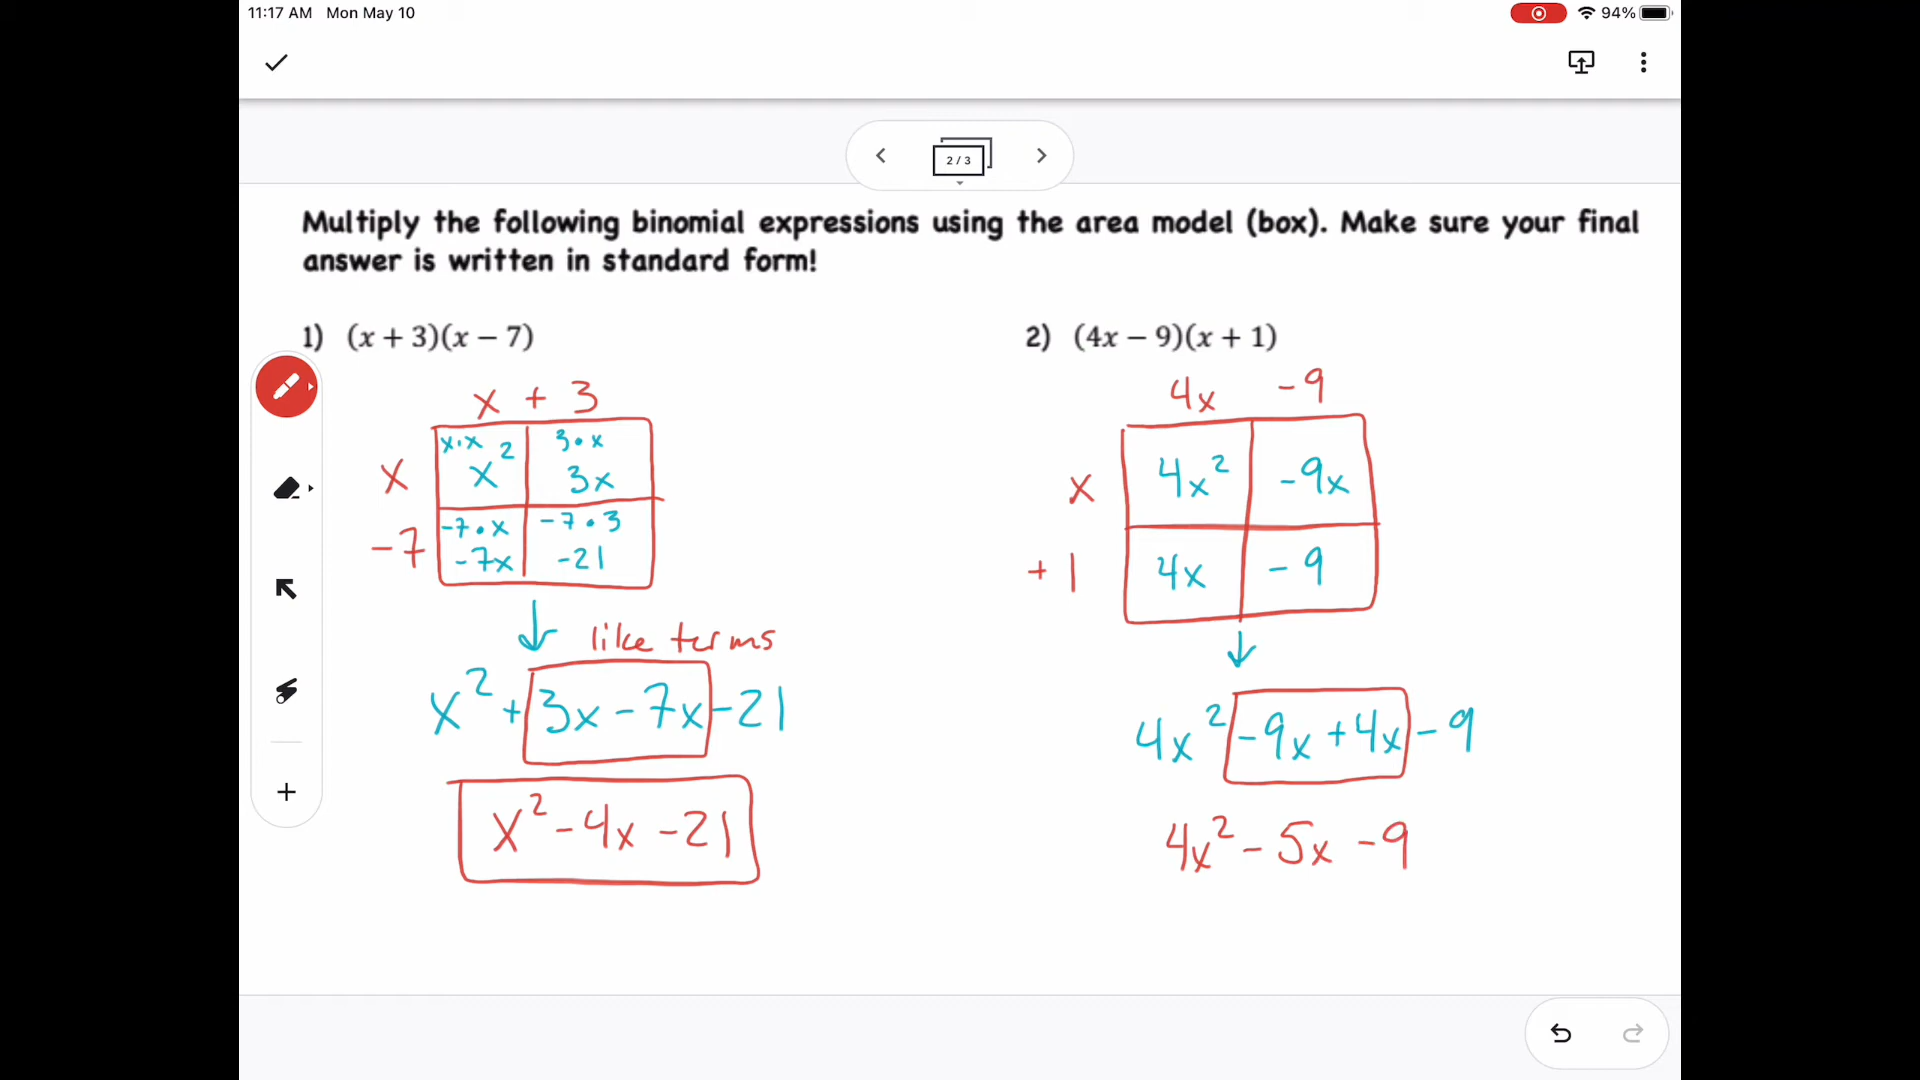 11:17 AM Mon May 10
94%
2 / 3
Multiply the following binomial expressions using the area model (box). Make sure your final
answer is written in standard form!
1) (x + 3)(x − 7)
x + 3
x
x·x
x²
3·x
3x
-7
-7·x
-7x
-7·3
-21
like terms
x² + 3x - 7x - 21
x² - 4x - 21
2) (4x − 9)(x + 1)
4x - 9
x
4x²
-9x
+ 1
4x
- 9
4x² - 9x + 4x - 9
4x² - 5x - 9